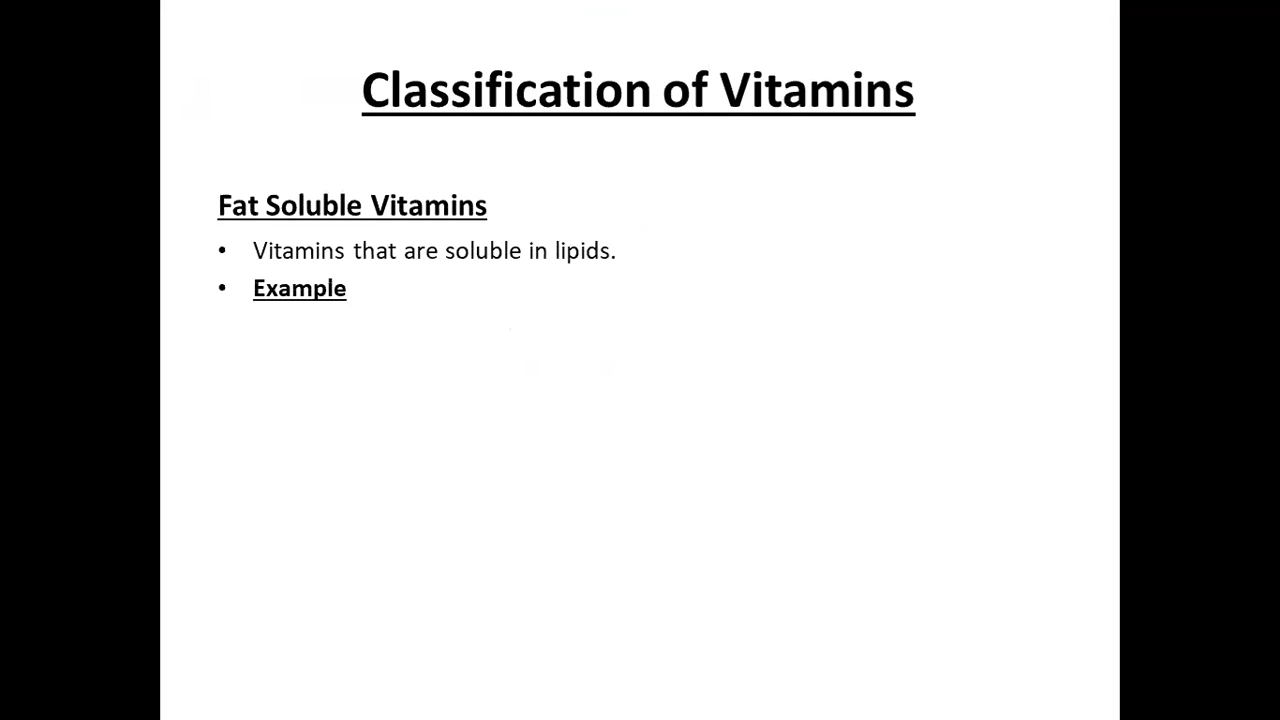 Classification of Vitamins
Fat Soluble Vitamins
• Vitamins that are soluble in lipids.
• Example